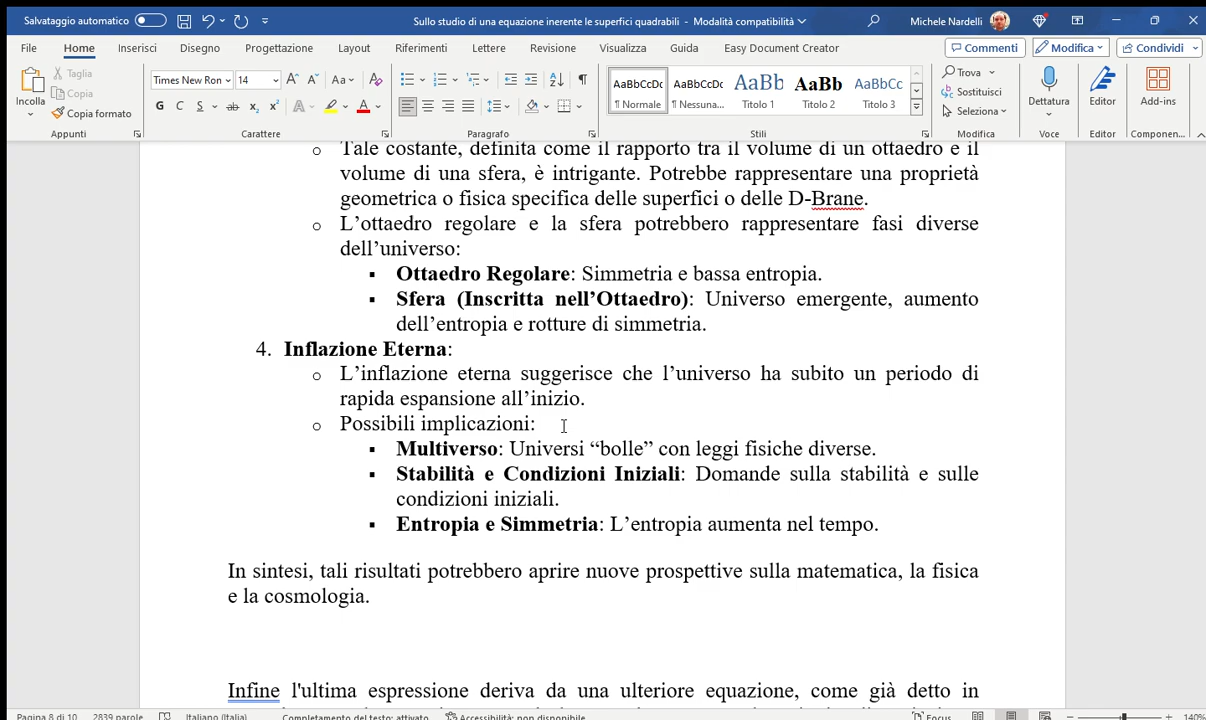 Salvataggio automatico
Sullo studio di una equazione inerente le superfici quadrabili - Modalità compatibilità
Michele Nardelli
File Home Inserisci Disegno Progettazione Layout Riferimenti Lettere Revisione Visualizza Guida Easy Document Creator
Commenti Modifica Condividi
Incolla
Taglia
Copia
Copia formato
Appunti
Times New Ron 14
G C S ab x₂ x² A A
Carattere
Paragrafo
AaBbCcDc AaBbCcDc AaBb AaBb AaBbCc
¶ Normale ¶ Nessuna... Titolo 1 Titolo 2 Titolo 3
Stili
Trova
Sostituisci
Seleziona
Modifica
Dettatura
Voce
Editor
Editor
Add-ins
Componen...
o Tale costante, definita come il rapporto tra il volume di un ottaedro e il
volume di una sfera, è intrigante. Potrebbe rappresentare una proprietà
geometrica o fisica specifica delle superfici o delle D-Brane.
o L’ottaedro regolare e la sfera potrebbero rappresentare fasi diverse
dell’universo:
▪ Ottaedro Regolare: Simmetria e bassa entropia.
▪ Sfera (Inscritta nell’Ottaedro): Universo emergente, aumento
dell’entropia e rotture di simmetria.
4. Inflazione Eterna:
o L’inflazione eterna suggerisce che l’universo ha subito un periodo di
rapida espansione all’inizio.
o Possibili implicazioni:
▪ Multiverso: Universi “bolle” con leggi fisiche diverse.
▪ Stabilità e Condizioni Iniziali: Domande sulla stabilità e sulle
condizioni iniziali.
▪ Entropia e Simmetria: L’entropia aumenta nel tempo.
In sintesi, tali risultati potrebbero aprire nuove prospettive sulla matematica, la fisica
e la cosmologia.
Infine l'ultima espressione deriva da una ulteriore equazione, come già detto in
Pagina 8 di 10 2839 parole Italiano (Italia) Completamento del testo: attivato Accessibilità: non disponibile Focus 140%